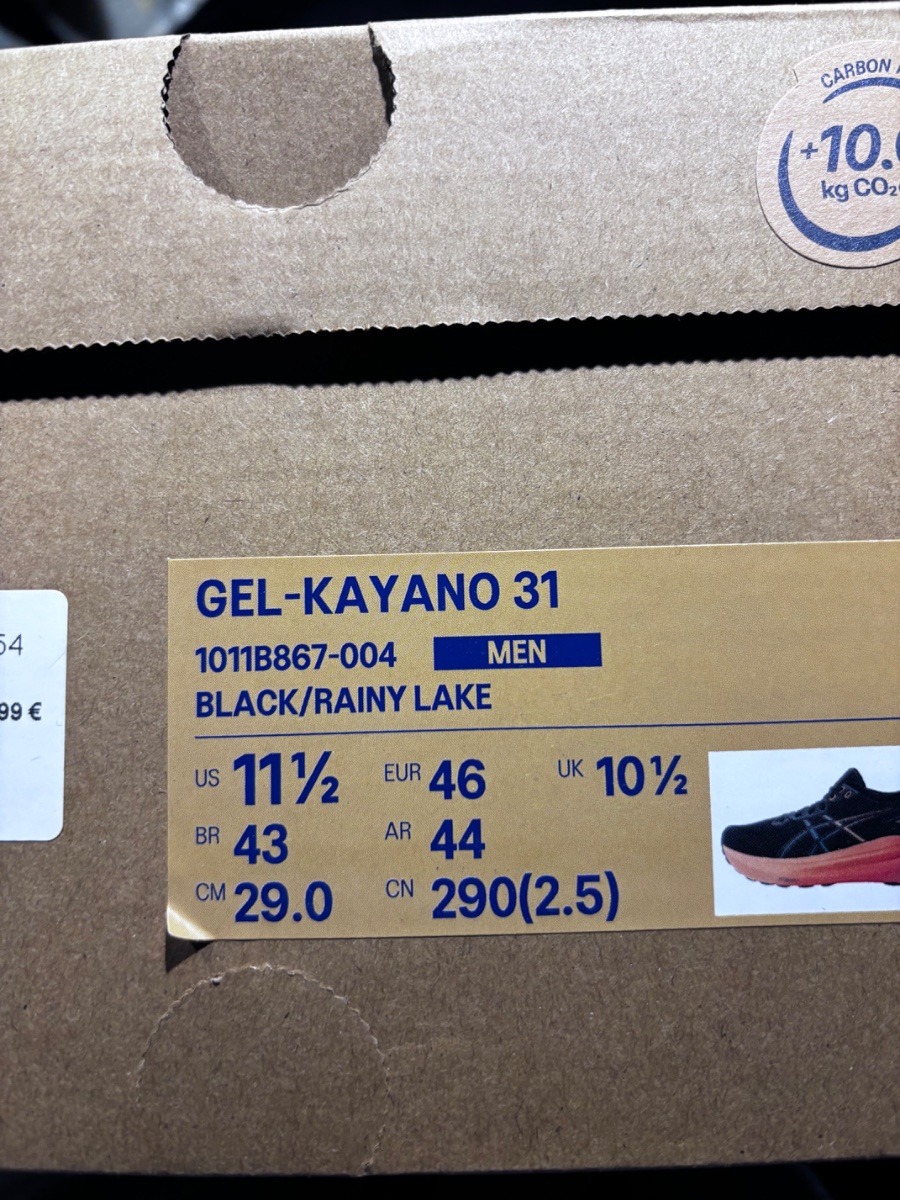 CARBON
+10.
kg CO₂
54
99 €
GEL-KAYANO 31
1011B867-004 MEN
BLACK/RAINY LAKE
US 11½ EUR 46 UK 10½
BR 43 AR 44
CM 29.0 CN 290(2.5)